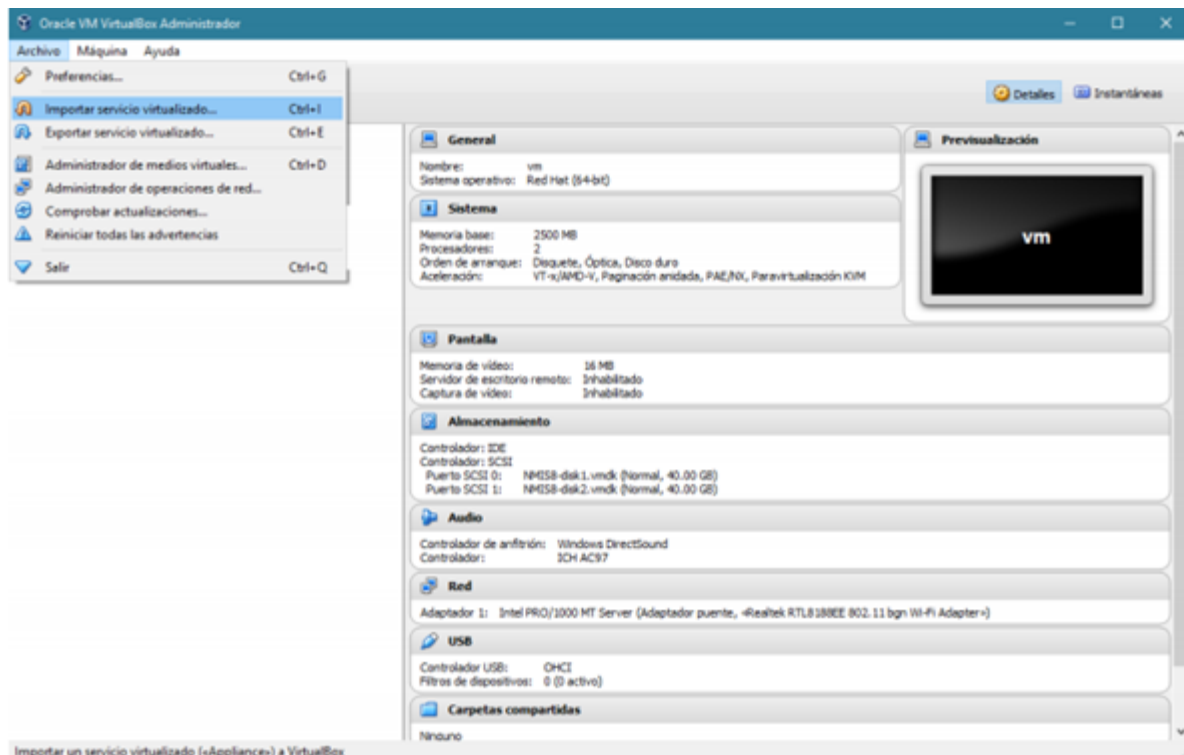 Oracle VM VirtualBox Administrador
Archivo Máquina Ayuda
Preferencias... Ctrl+G
Importar servicio virtualizado... Ctrl+I
Exportar servicio virtualizado... Ctrl+E
Administrador de medios virtuales... Ctrl+D
Administrador de operaciones de red...
Comprobar actualizaciones...
Reiniciar todas las advertencias
Salir Ctrl+Q
Detalles Instantáneas
General
Nombre: vm
Sistema operativo: Red Hat (64-bit)
Previsualización
vm
Sistema
Memoria base: 2500 MB
Procesadores: 2
Orden de arranque: Disquete, Óptica, Disco duro
Aceleración: VT-x/AMD-V, Paginación anidada, PAE/NX, Paravirtualización KVM
Pantalla
Memoria de vídeo: 16 MB
Servidor de escritorio remoto: Inhabilitado
Captura de vídeo: Inhabilitado
Almacenamiento
Controlador: IDE
Controlador: SCSI
Puerto SCSI 0: NMIS8-disk1.vmdk (Normal, 40.00 GB)
Puerto SCSI 1: NMIS8-disk2.vmdk (Normal, 40.00 GB)
Audio
Controlador de anfitrión: Windows DirectSound
Controlador: ICH AC97
Red
Adaptador 1: Intel PRO/1000 MT Server (Adaptador puente, «Realtek RTL8188EE 802.11 bgn Wi-Fi Adapter»)
USB
Controlador USB: OHCI
Filtros de dispositivos: 0 (0 activo)
Carpetas compartidas
Ninguno
Importar un servicio virtualizado («Appliance») a VirtualBox